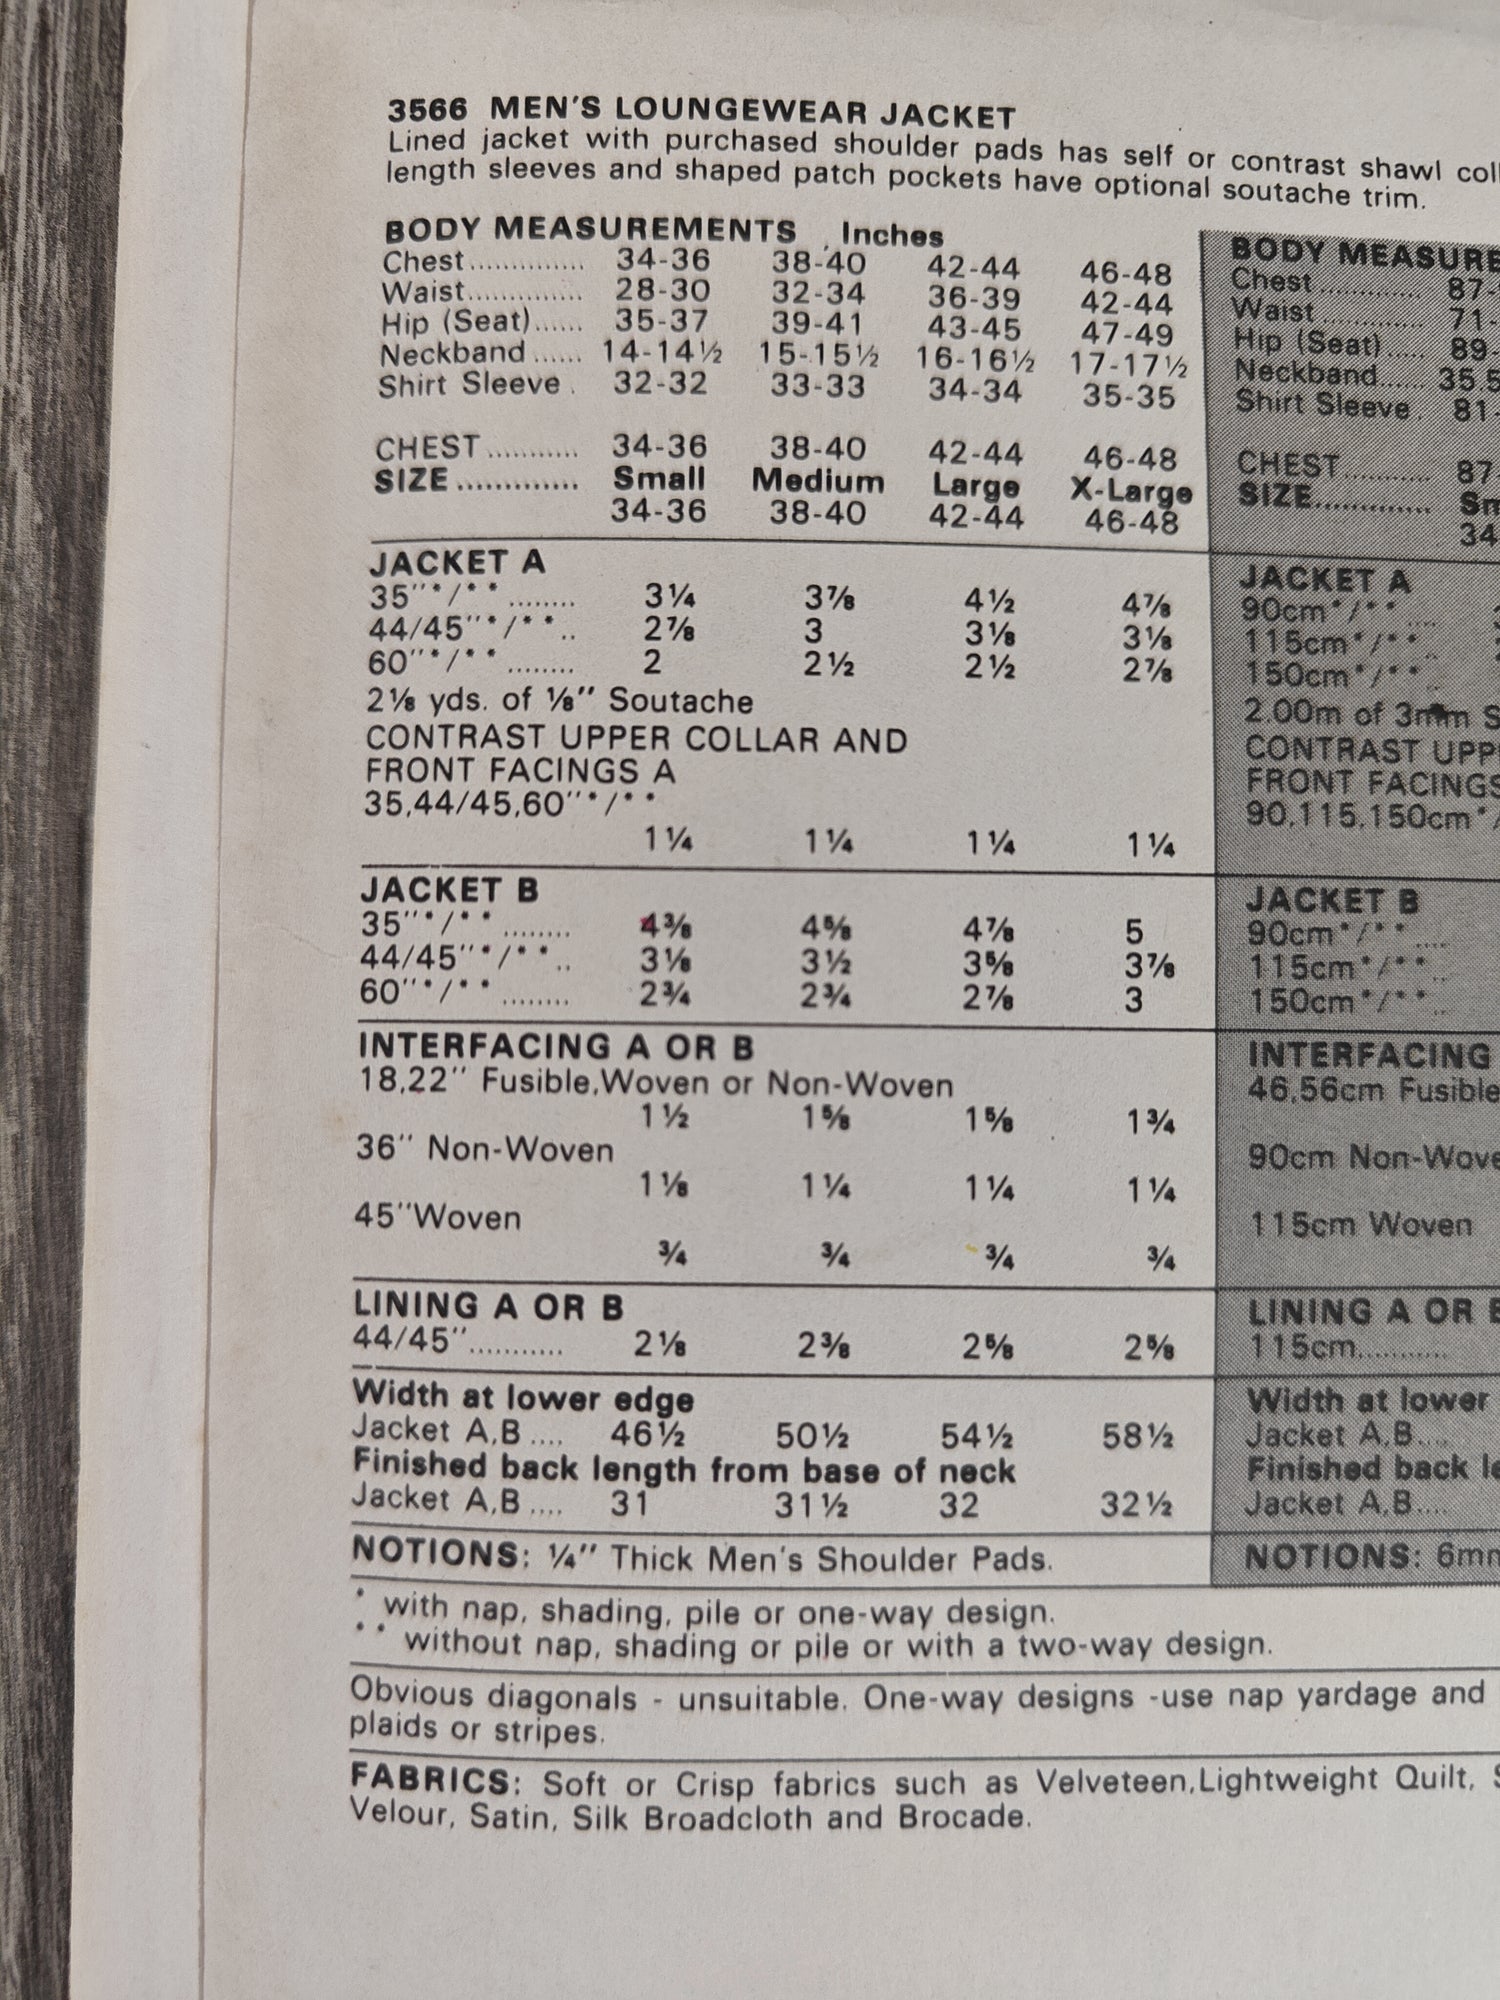 3566 MEN'S LOUNGEWEAR JACKET
Lined jacket with purchased shoulder pads has self or contrast shawl
length sleeves and shaped patch pockets have optional soutache trim.
BODY MEASUREMENTS Inches
Chest.............. 34-36 38-40 42-44 46-48
Waist.............. 28-30 32-34 36-39 42-44
Hip (Seat)...... 35-37 39-41 43-45 47-49
Neckband ...... 14-14½ 15-15½ 16-16½ 17-17½
Shirt Sleeve . 32-32 33-33 34-34 35-35
CHEST ........... 34-36 38-40 42-44 46-48
SIZE ............. Small Medium Large X-Large
34-36 38-40 42-44 46-48
JACKET A
35"*/** ........ 3¼ 3⅞ 4½ 4⅞
44/45"*/** .. 2⅞ 3 3⅛ 3⅛
60"*/** ........ 2 2½ 2½ 2⅞
2⅛ yds. of ⅛" Soutache
CONTRAST UPPER COLLAR AND
FRONT FACINGS A
35,44/45,60"*/**
1¼ 1¼ 1¼ 1¼
JACKET B
35"*/** ........ 4⅜ 4⅝ 4⅞ 5
44/45"*/** .. 3⅛ 3½ 3⅝ 3⅞
60"*/** ........ 2¾ 2¾ 2⅞ 3
INTERFACING A OR B
18,22" Fusible,Woven or Non-Woven
1½ 1⅝ 1⅝ 1¾
36" Non-Woven
1⅛ 1¼ 1¼ 1¼
45"Woven
¾ ¾ ¾ ¾
LINING A OR B
44/45"........... 2⅛ 2⅜ 2⅝ 2⅝
Width at lower edge
Jacket A,B .... 46½ 50½ 54½ 58½
Finished back length from base of neck
Jacket A,B .... 31 31½ 32 32½
NOTIONS: ¼" Thick Men's Shoulder Pads.
BODY
Chest ............. 87-
Waist ............. 71-
Hip (Seat) ..... 89-
Neckband...... 35.5
Shirt Sleeve . 81-
CHEST ........... 87
SIZE..............
34
JACKET A
90cm*/** ....
115cm*/** ..
150cm*/** ..
2.00m of 3mm
CONTRAST
FRONT FACINGS
90,115,150cm*/
JACKET B
90cm*/** ....
115cm*/** ..
150cm*/** ..
INTERFACING
46,56cm Fusible
90cm
115cm Woven
LINING A OR
115cm...........
Width at lower
Jacket A,B....
Finished back
Jacket A,B....
NOTIONS:
* with nap, shading, pile or one-way design.
** without nap, shading or pile or with a two-way design.
Obvious diagonals - unsuitable. One-way designs -use nap yardage and
plaids or stripes.
FABRICS: Soft or Crisp fabrics such as Velveteen,Lightweight Quilt,
Velour, Satin, Silk Broadcloth and Brocade.